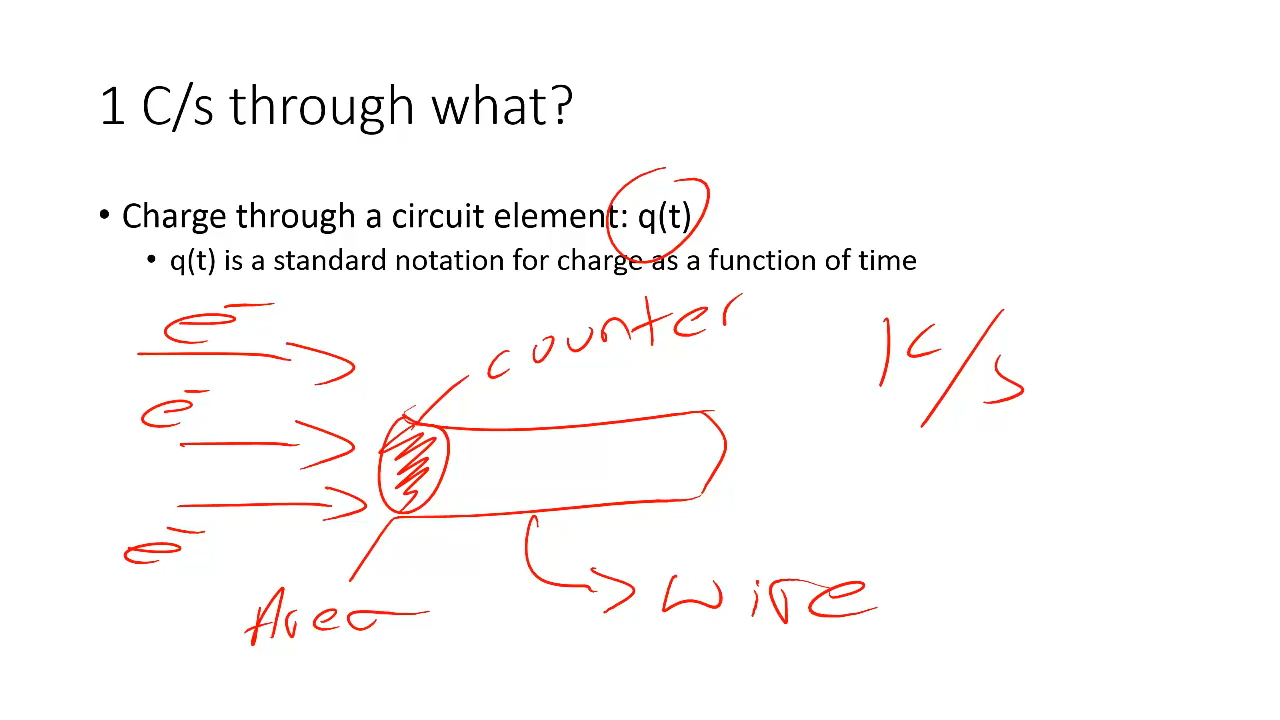 1 C/s through what?
• Charge through a circuit element: q(t)
• q(t) is a standard notation for charge as a function of time
e⁻
counter
1C/s
e⁻
e⁻
wire
Area